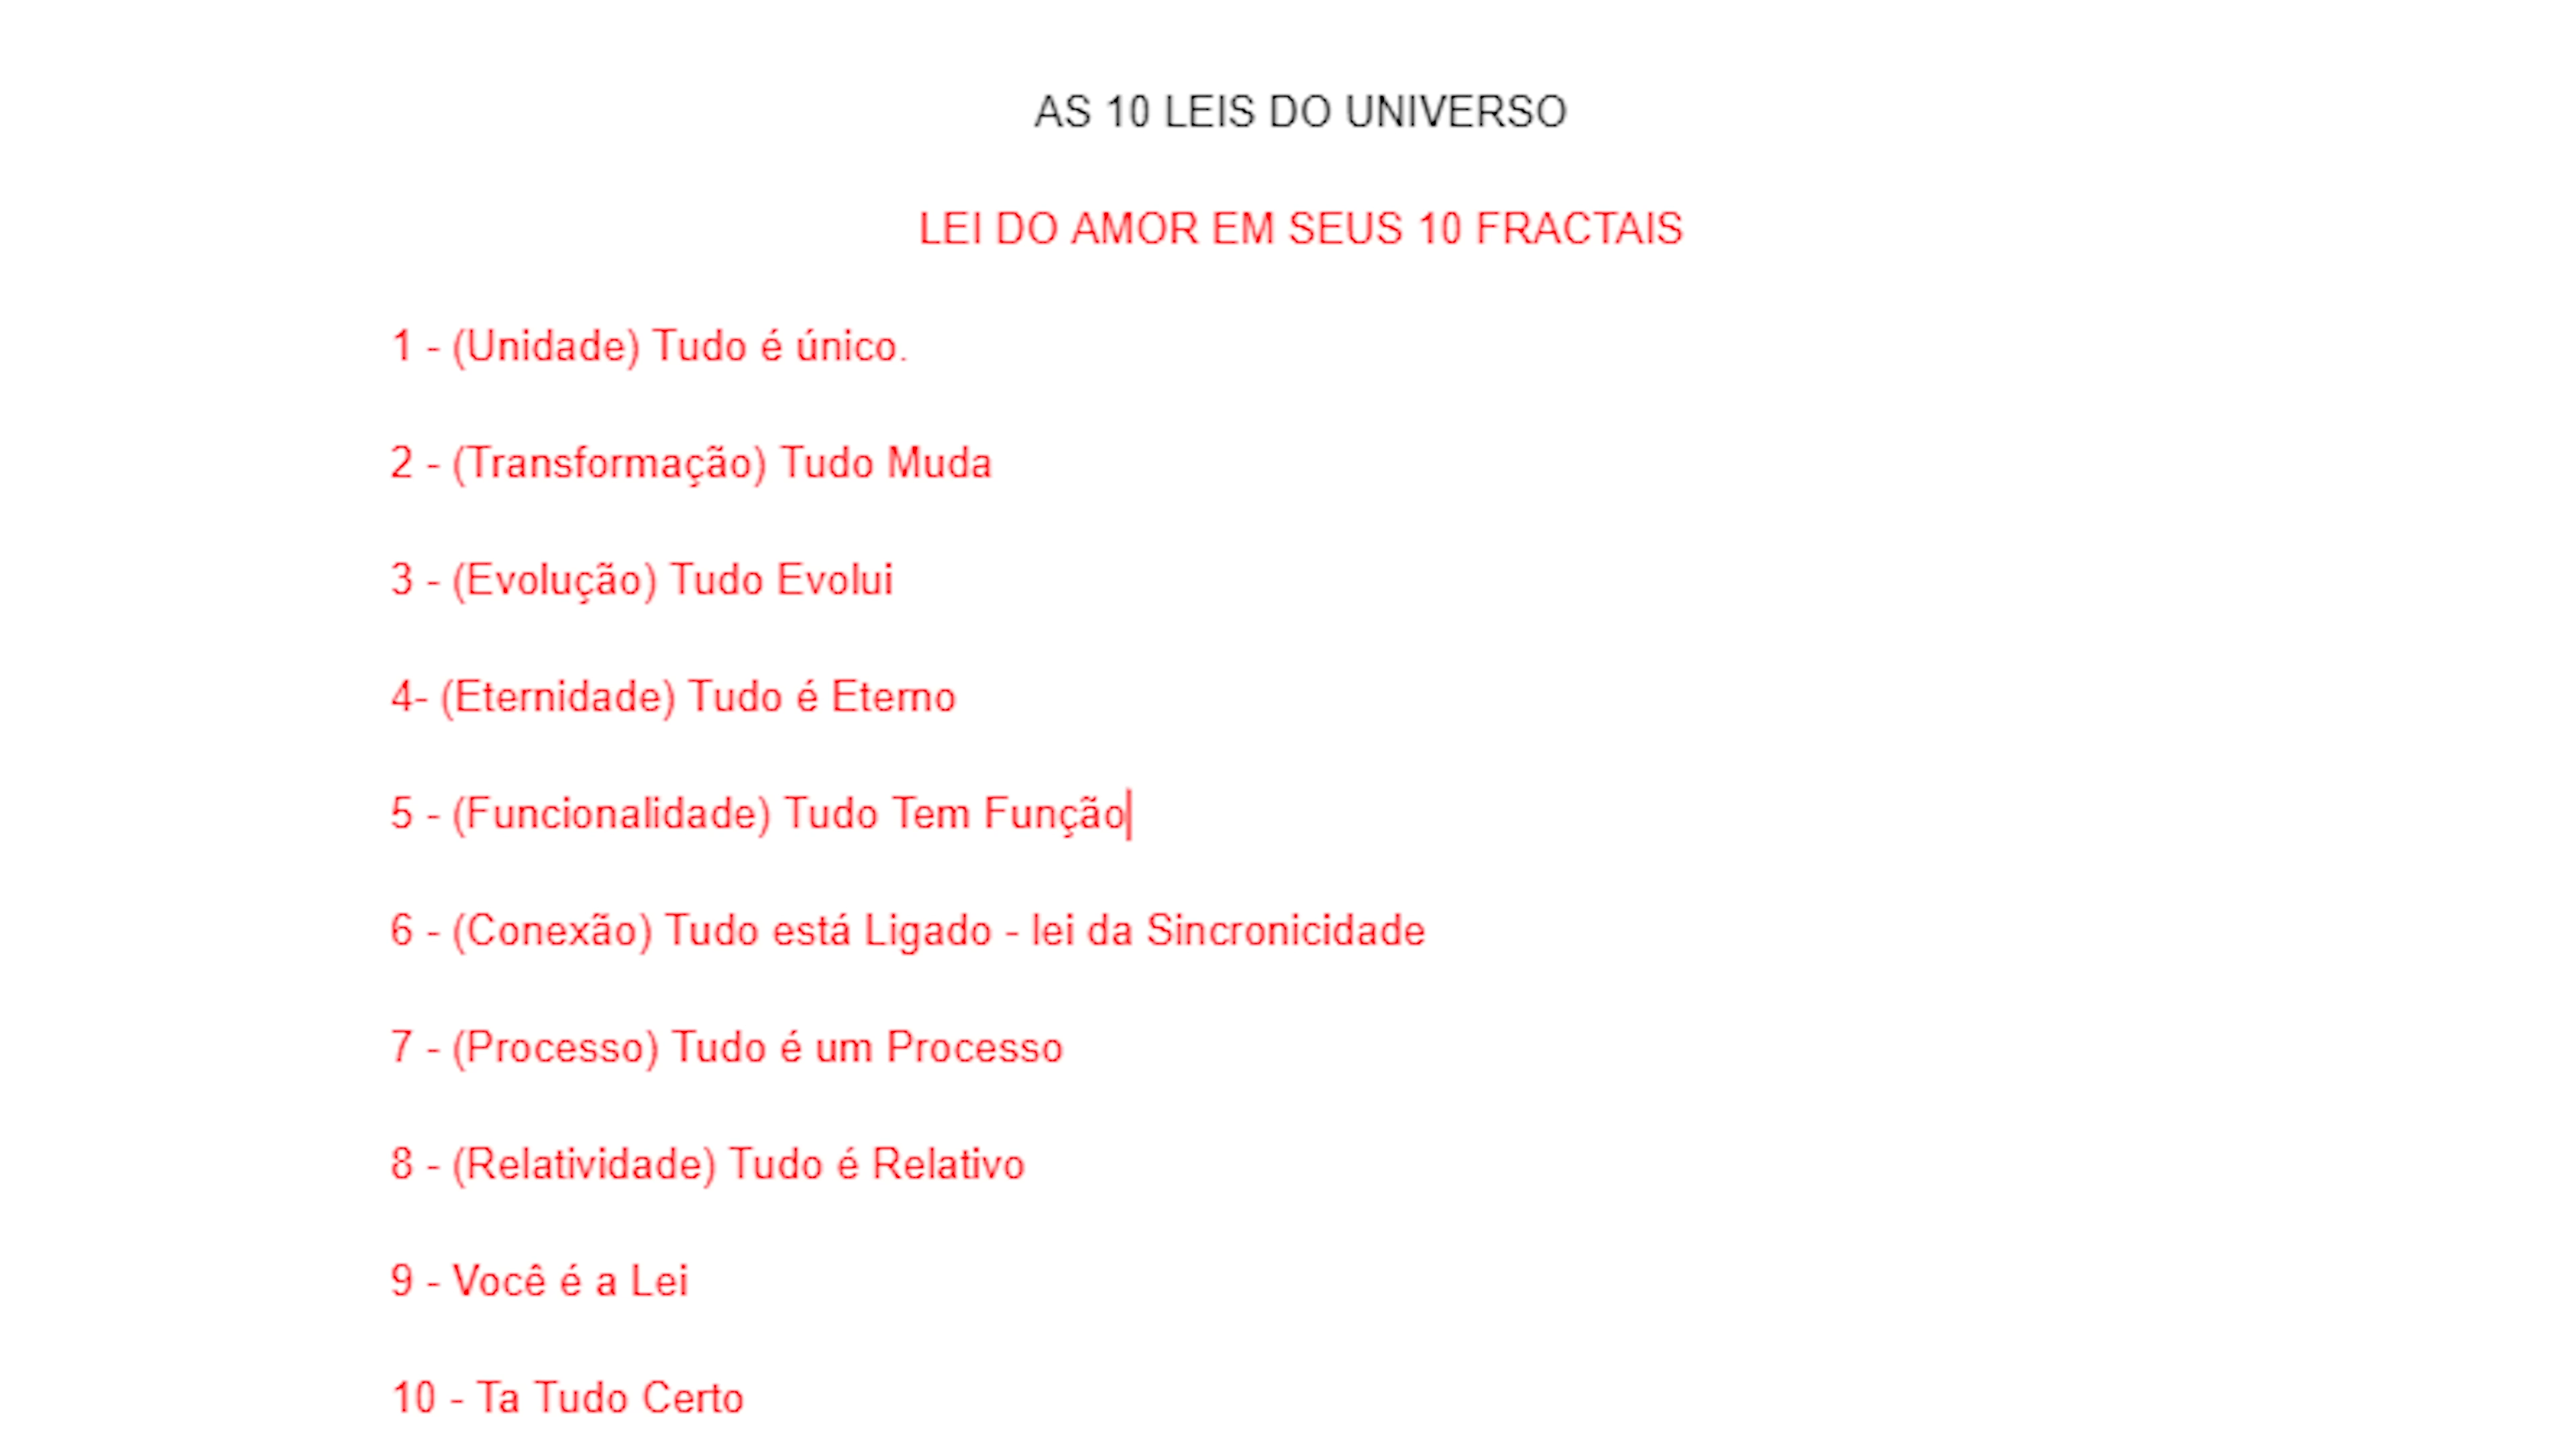 AS 10 LEIS DO UNIVERSO
LEI DO AMOR EM SEUS 10 FRACTAIS
1 - (Unidade) Tudo é único.
2 - (Transformação) Tudo Muda
3 - (Evolução) Tudo Evolui
4- (Eternidade) Tudo é Eterno
5 - (Funcionalidade) Tudo Tem Função
6 - (Conexão) Tudo está Ligado - lei da Sincronicidade
7 - (Processo) Tudo é um Processo
8 - (Relatividade) Tudo é Relativo
9 - Você é a Lei
10 - Ta Tudo Certo